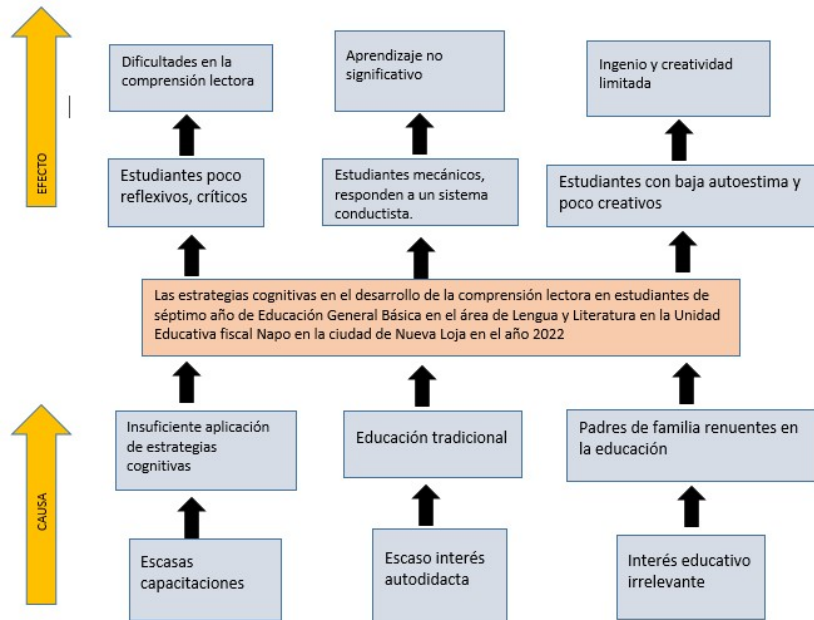 Dificultades en la
comprensión lectora
Aprendizaje no
significativo
Ingenio y creatividad
limitada
EFECTO
Estudiantes poco
reflexivos, críticos
Estudiantes mecánicos,
responden a un sistema
conductista.
Estudiantes con baja autoestima y
poco creativos
Las estrategias cognitivas en el desarrollo de la comprensión lectora en estudiantes de
séptimo año de Educación General Básica en el área de Lengua y Literatura en la Unidad
Educativa fiscal Napo en la ciudad de Nueva Loja en el año 2022
Insuficiente aplicación
de estrategias
cognitivas
Educación tradicional
Padres de familia renuentes en
la educación
CAUSA
Escasas
capacitaciones
Escaso interés
autodidacta
Interés educativo
irrelevante